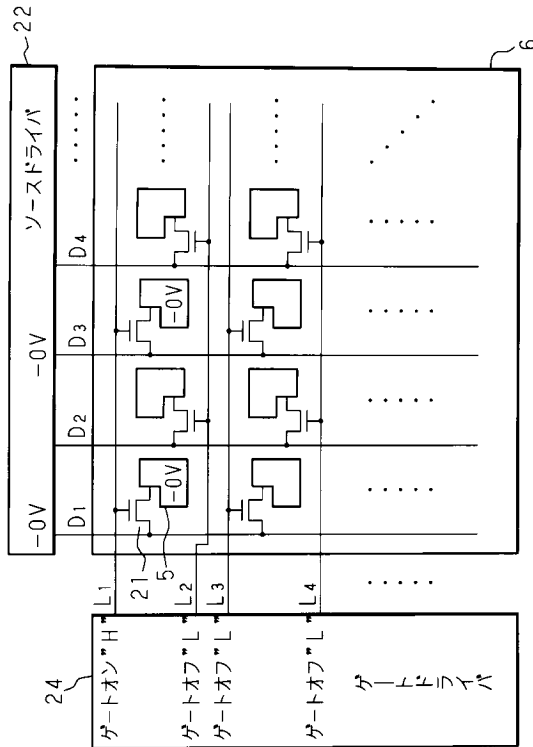 22
ソースドライバ
-0V
-0V
D1
D2
D3
D4
-0V
-0V
21
5
24
ゲートオン"H"
L1
ゲートオフ"L"
L2
ゲートオフ"L"
L3
ゲートオフ"L"
L4
ゲートドライバ
6